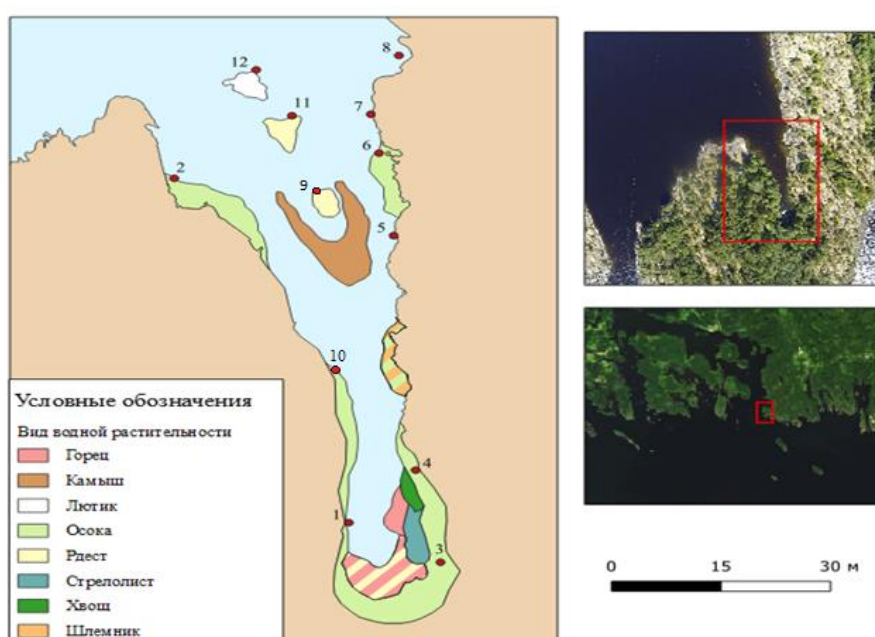 12
8
11
7
6
2
9
5
10
4
1
3
Условные обозначения
Вид водной растительности
Горец
Камыш
Лютик
Осока
Рдест
Стрелолист
Хвощ
Шлемник
0 15 30 м